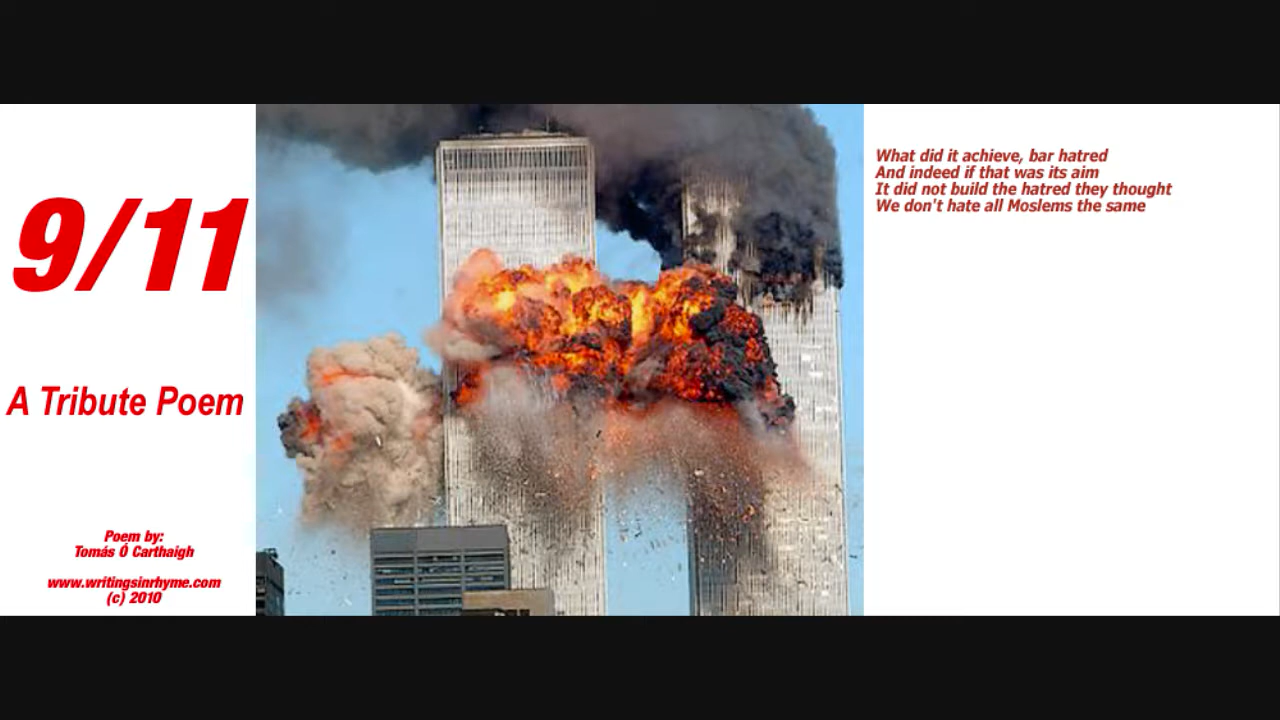 9/11
A Tribute Poem
Poem by:
Tomás Ó Carthaigh
www.writingsinrhyme.com
(c) 2010
What did it achieve, bar hatred
And indeed if that was its aim
It did not build the hatred they thought
We don't hate all Moslems the same